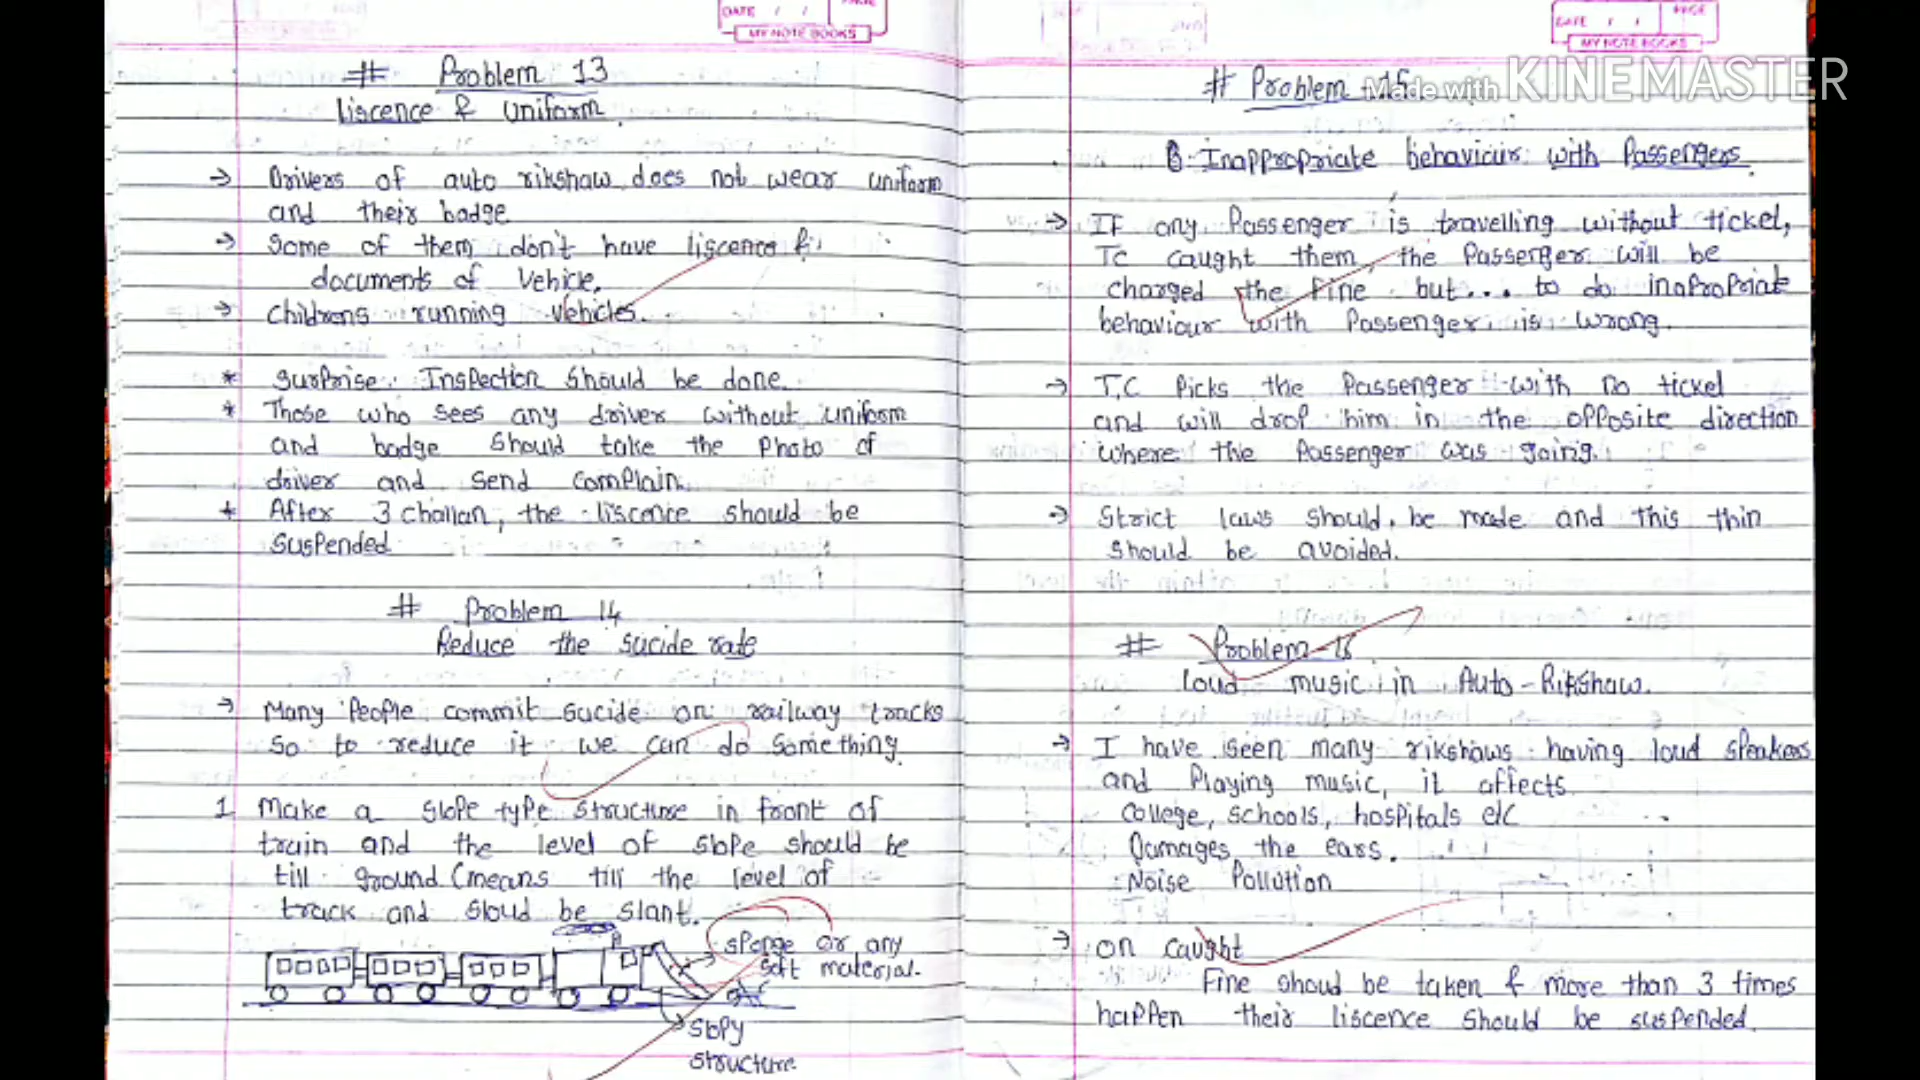 DATE / /
MY NOTE BOOKS
# Problem 13
Liscence & Uniform
→ Drivers of auto rikshaw does not wear uniform
and their badge
→ Some of them don't have liscence &
documents of Vehicle.
→ Childrens running vehicles.
* Surprise Inspection should be done.
* Those who sees any driver without uniform
and badge should take the Photo of
driver and send Complain.
* After 3 challan, the liscence should be
suspended
# Problem 14
Reduce the sucide rate
→ Many People commit sucide on railway tracks
so to reduce it we can do something.
1 Make a slope type structure in front of
train and the level of slope should be
till ground (means till the level of
track and sloud be slant.
sponge or any
soft material.
slopy
structure
DATE / /
PAGE
MY NOTE BOOKS
Made with KINEMASTER
# Problem 15
Inappropriate behaviour with Passengers
→ If any Passenger is travelling without ticket,
TC caught them, the Passenger will be
charged the fine but... to do inapropriate
behaviour with Passenger is wrong.
→ T.C Picks the Passenger with no ticket
and will drop him in the opposite direction
where the Passenger was going.
→ Strict laws should be made and this thin
should be avoided.
# Problem-16
Loud music in Auto-Rikshaw.
→ I have seen many rikshaws having loud speakers
and Playing music, it affects
college, schools, hospitals etc
Damages the ears.
Noise Pollution
→ on caught
Fine shoud be taken & more than 3 times
happen their liscence should be suspended.